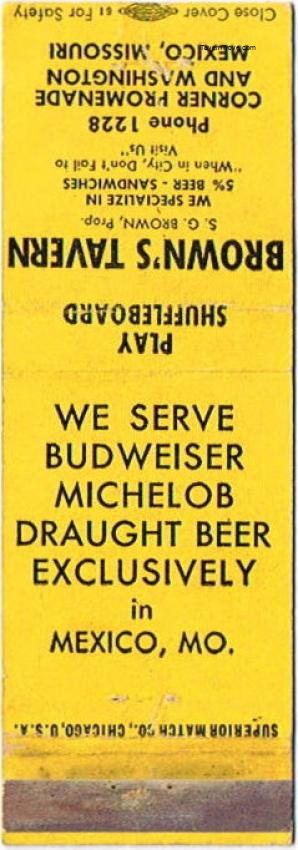 Close Cover 61 For Safety
MEXICO, MISSOURI
AND WASHINGTON
CORNER PROMENADE
Phone 1228
"When in City, Don't Fail to
Visit Us"
WE SPECIALIZE IN
5% BEER - SANDWICHES
S. G. BROWN, Prop.
BROWN'S TAVERN
PLAY
SHUFFLEBOARD
WE SERVE
BUDWEISER
MICHELOB
DRAUGHT BEER
EXCLUSIVELY
in
MEXICO, MO.
SUPERIOR MATCH CO., CHICAGO, U.S.A.